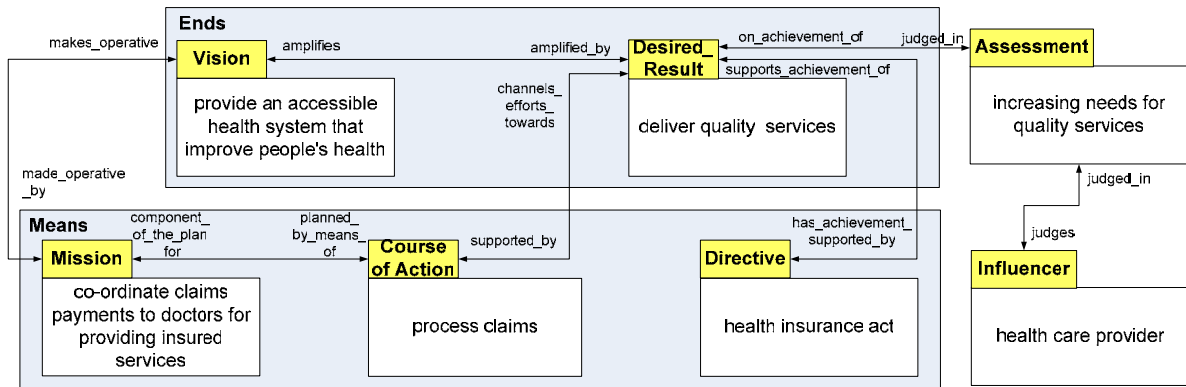 Ends
makes_operative
Vision
amplifies
amplified_by
Desired_
Result
on_achievement_of
judged_in
Assessment
supports_achievement_of
provide an accessible
health system that
improve people's health
channels_
efforts_
towards
deliver quality services
increasing needs for
quality services
made_operative
_by
judged_in
Means
Mission
component_
of_the_plan
for
planned_
by_means_
of
Course
of Action
supported_by
Directive
has_achievement_
supported_by
judges
Influencer
co-ordinate claims
payments to doctors for
providing insured
services
process claims
health insurance act
health care provider